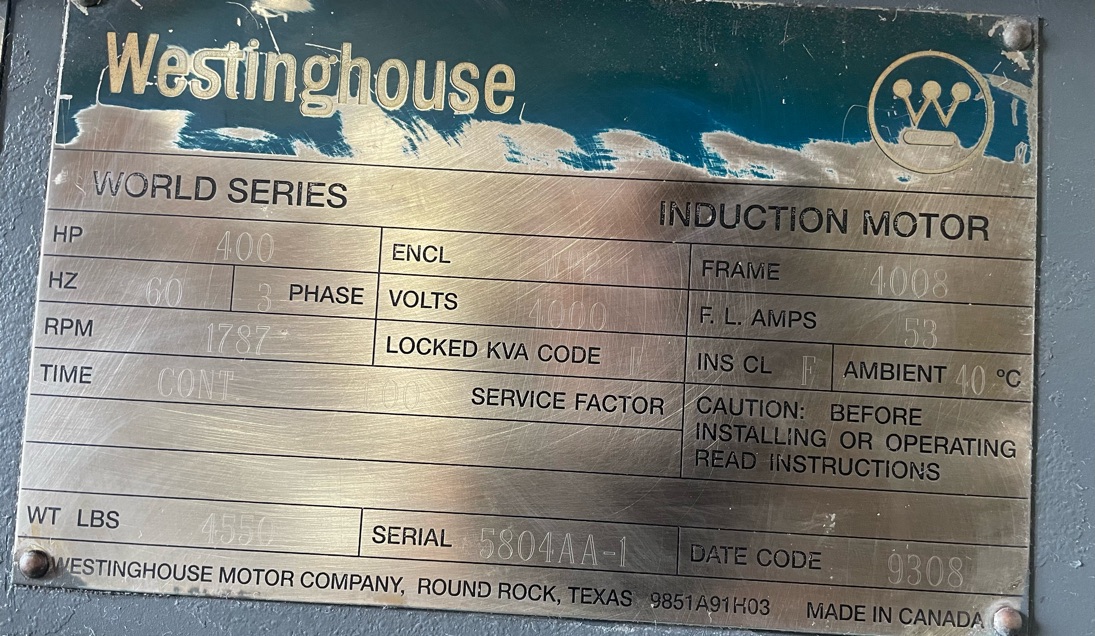 Westinghouse
W
WORLD SERIES INDUCTION MOTOR
HP 400 ENCL FRAME 4008
HZ 60 3 PHASE VOLTS 4000 F. L. AMPS 53
RPM 1787 LOCKED KVA CODE INS CL F AMBIENT 40 ºC
TIME CONT 00 SERVICE FACTOR CAUTION: BEFORE
INSTALLING OR OPERATING
READ INSTRUCTIONS
WT LBS 4550 SERIAL 5804AA-1 DATE CODE 9308
WESTINGHOUSE MOTOR COMPANY, ROUND ROCK, TEXAS 9851A91H03 MADE IN CANADA